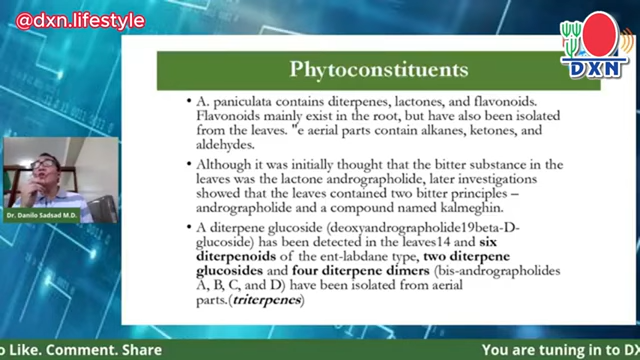 @dxn.lifestyle
DXN
Phytoconstituents
• A. paniculata contains diterpenes, lactones, and flavonoids.
Flavonoids mainly exist in the root, but have also been isolated
from the leaves. "e aerial parts contain alkanes, ketones, and
aldehydes.
• Although it was initially thought that the bitter substance in the
leaves was the lactone andrographolide, later investigations
showed that the leaves contained two bitter principles –
andrographolide and a compound named kalmeghin.
• A diterpene glucoside (deoxyandrographolide19beta-D-
glucoside) has been detected in the leaves14 and six
diterpenoids of the ent-labdane type, two diterpene
glucosides and four diterpene dimers (bis-andrographolides
A, B, C, and D) have been isolated from aerial
parts.(triterpenes)
Dr. Danilo Sadsad M.D.
o Like. Comment. Share
You are tuning in to DX